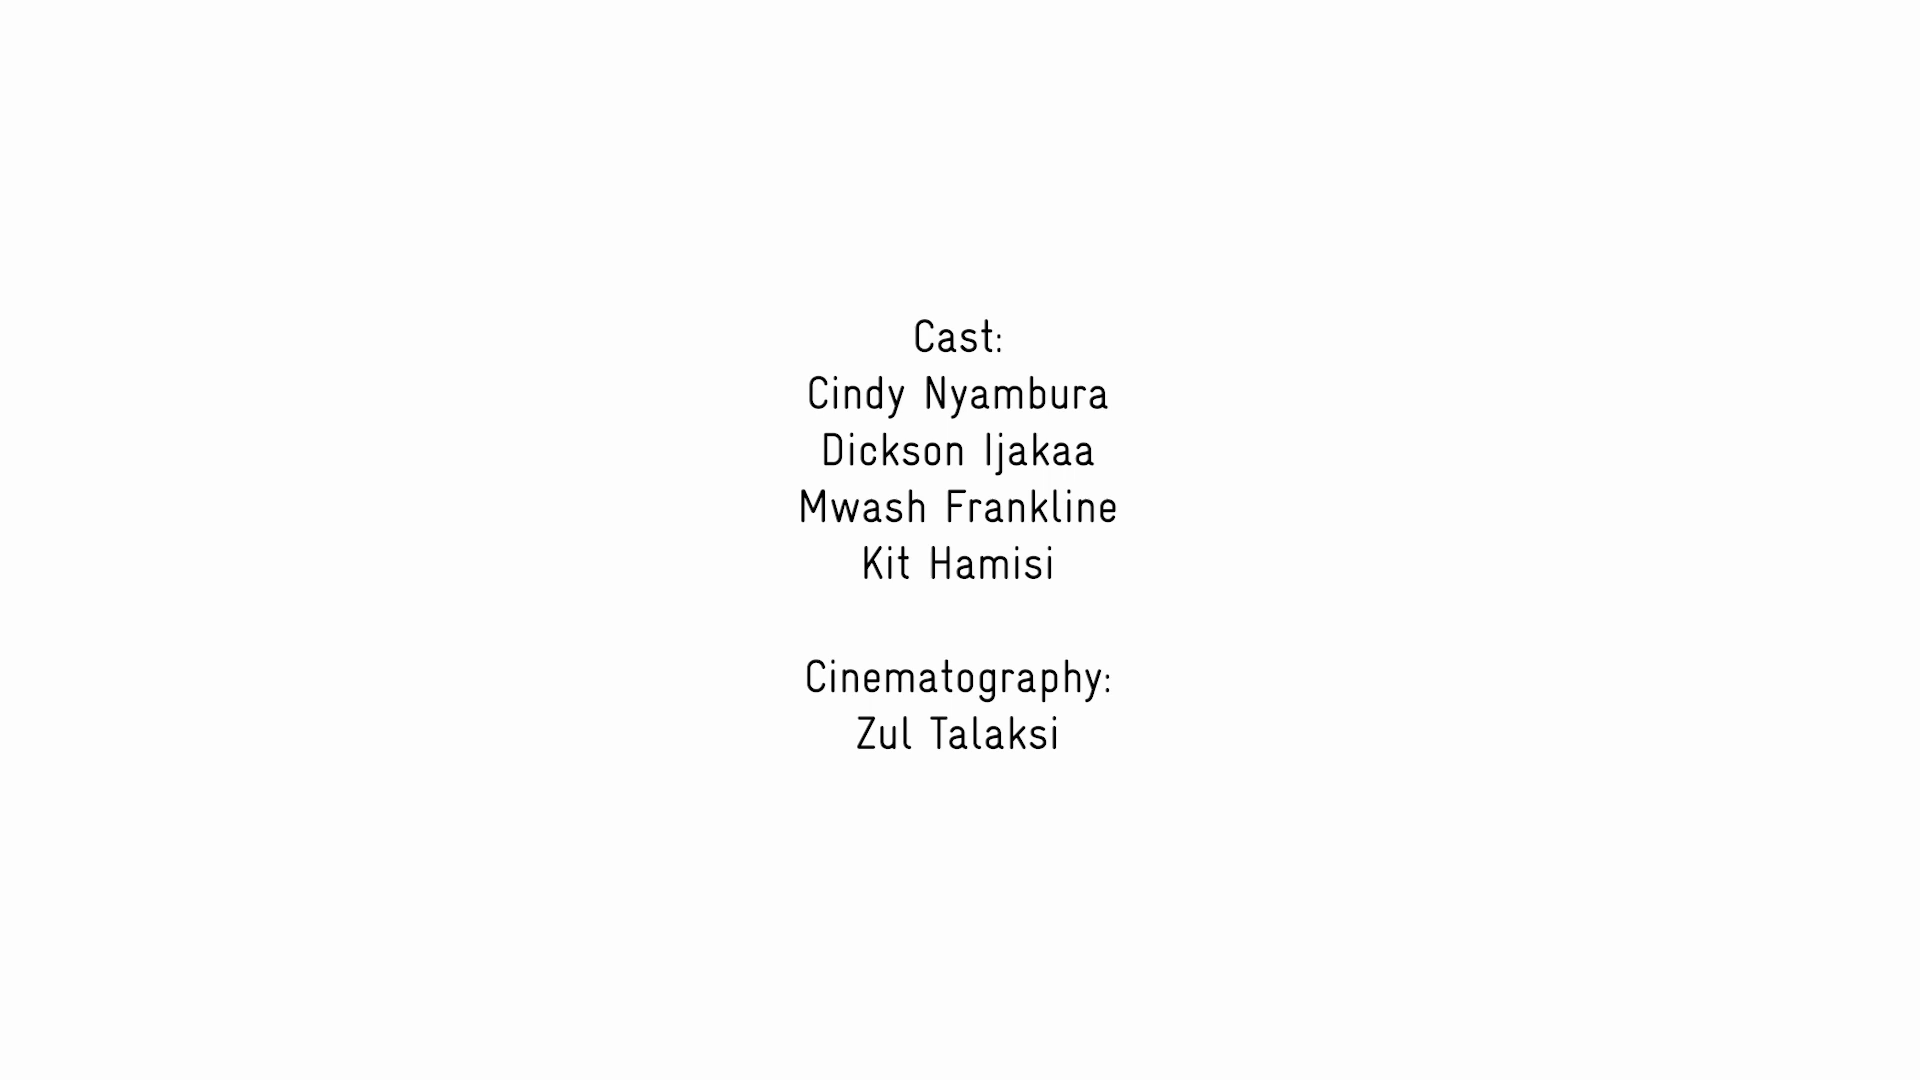 Cast:
Cindy Nyambura
Dickson Ijakaa
Mwash Frankline
Kit Hamisi
Cinematography:
Zul Talaksi